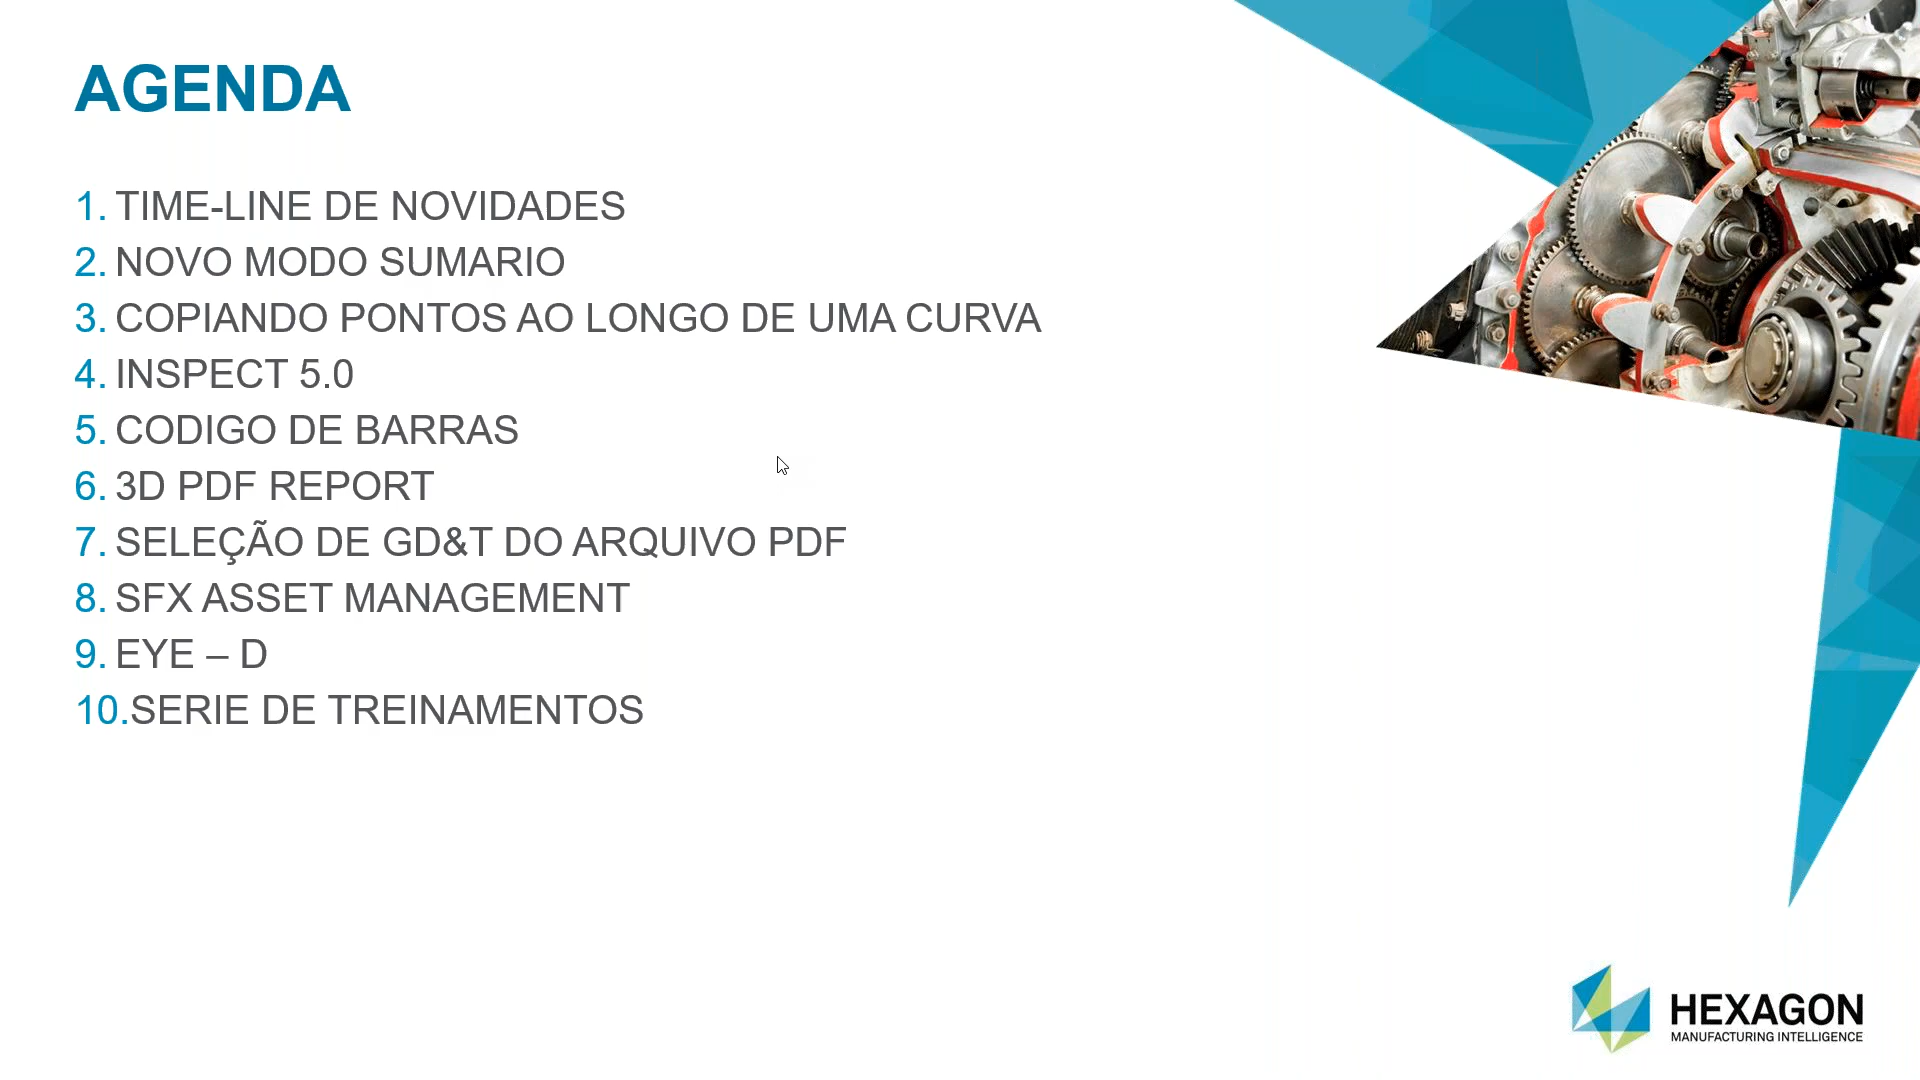 AGENDA
1. TIME-LINE DE NOVIDADES
2. NOVO MODO SUMARIO
3. COPIANDO PONTOS AO LONGO DE UMA CURVA
4. INSPECT 5.0
5. CODIGO DE BARRAS
6. 3D PDF REPORT
7. SELEÇÃO DE GD&T DO ARQUIVO PDF
8. SFX ASSET MANAGEMENT
9. EYE – D
10.SERIE DE TREINAMENTOS
HEXAGON
MANUFACTURING INTELLIGENCE